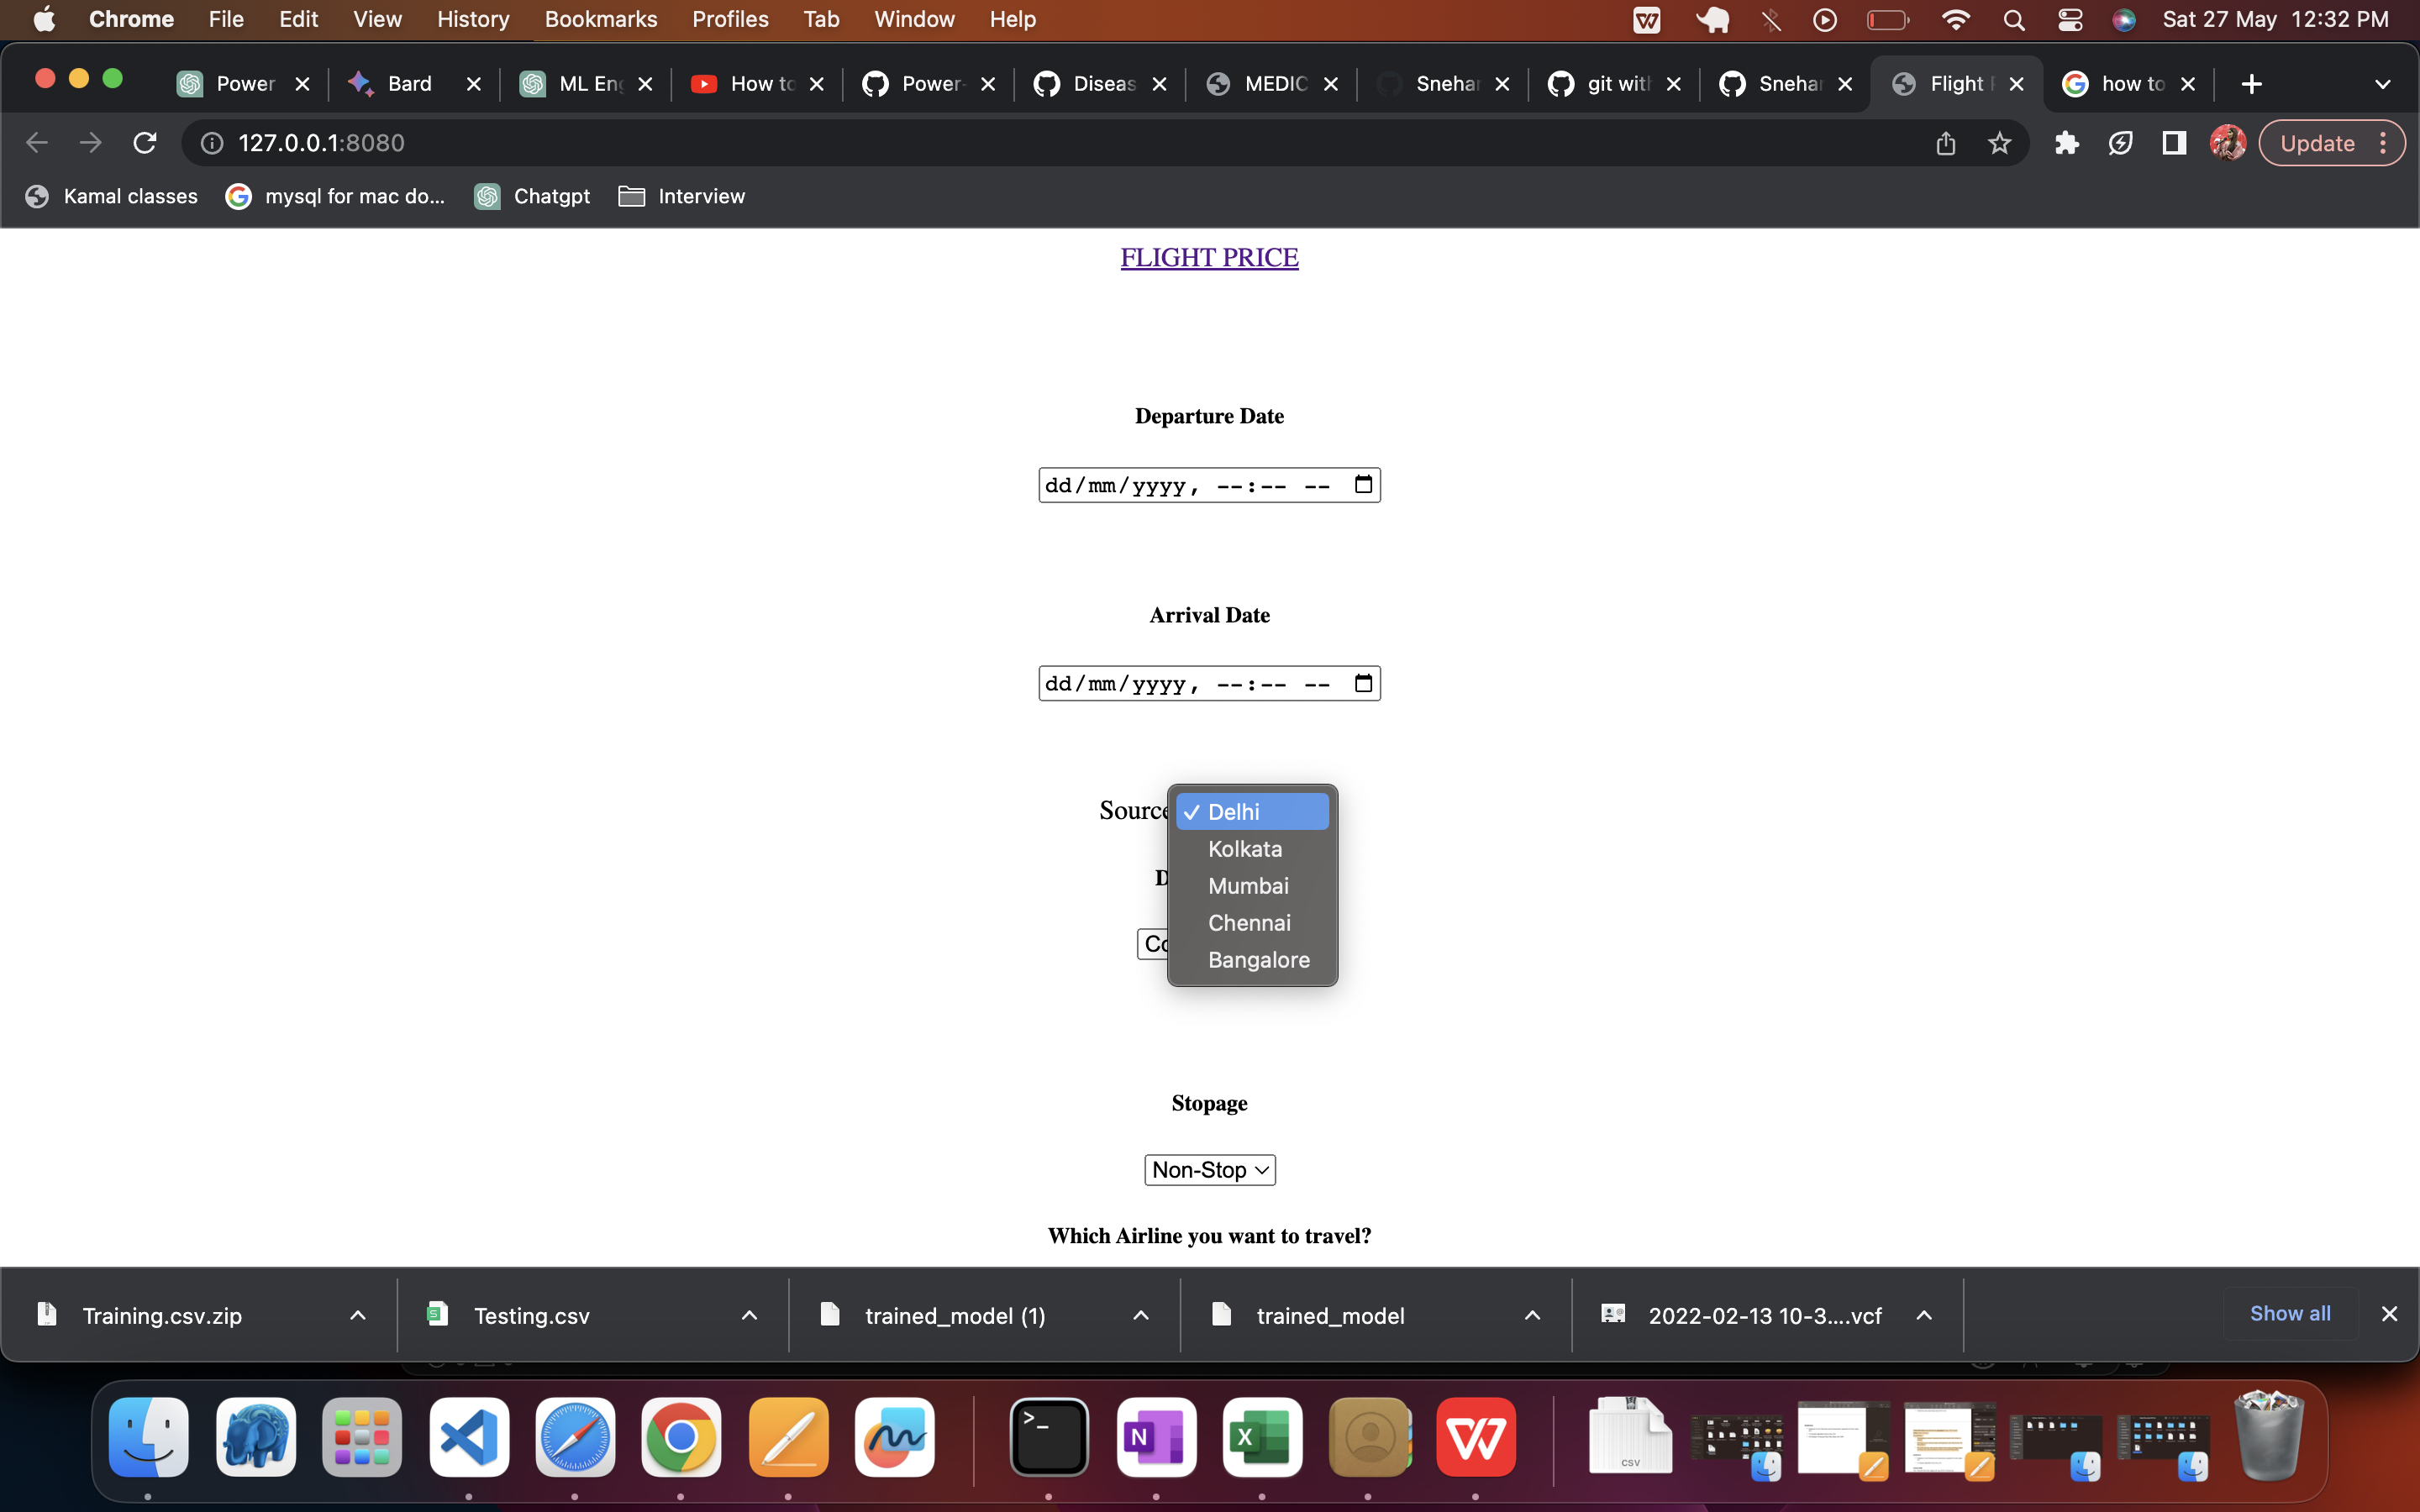 Chrome File Edit View History Bookmarks Profiles Tab Window Help Sat 27 May 12:32 PM
Power Bard ML Eng How to Power- Diseas MEDIC Snehar git with Snehar Flight how to
127.0.0.1:8080 Update
Kamal classes mysql for mac do... Chatgpt Interview
FLIGHT PRICE
Departure Date
dd/mm/yyyy, --:-- --
Arrival Date
dd/mm/yyyy, --:-- --
Source
Delhi
Kolkata
Mumbai
Chennai
Bangalore
D
Co
Stopage
Non-Stop
Which Airline you want to travel?
Training.csv.zip Testing.csv trained_model (1) trained_model 2022-02-13 10-3....vcf Show all
N X W CSV